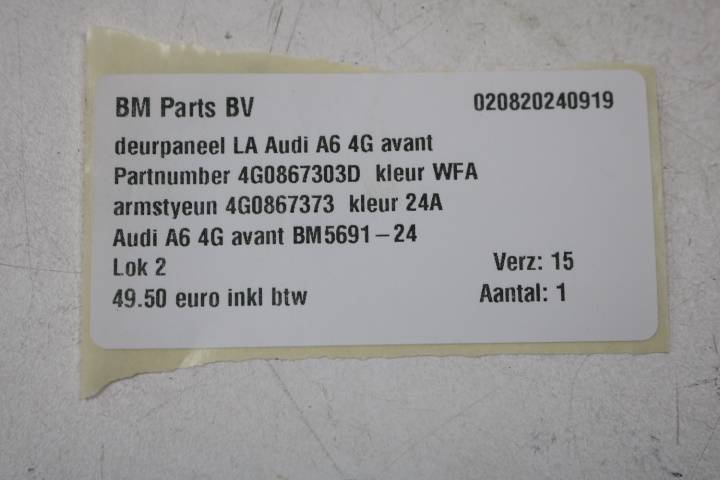 BM Parts BV 020820240919
deurpaneel LA Audi A6 4G avant
Partnumber 4G0867303D kleur WFA
armstyeun 4G0867373 kleur 24A
Audi A6 4G avant BM5691-24
Lok 2 Verz: 15
49.50 euro inkl btw Aantal: 1